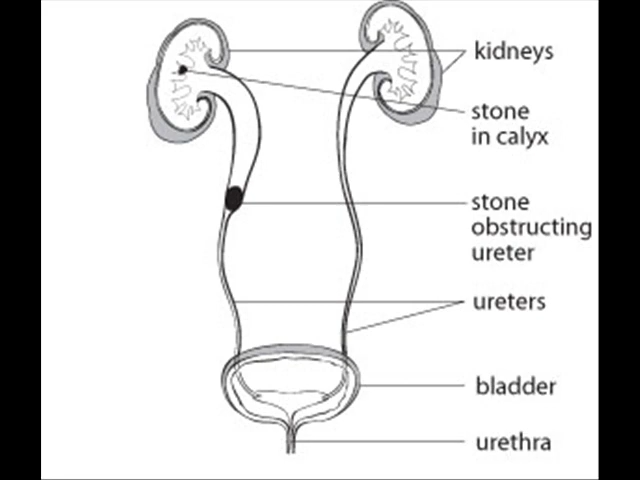 kidneys
stone
in calyx
stone
obstructing
ureter
ureters
bladder
urethra